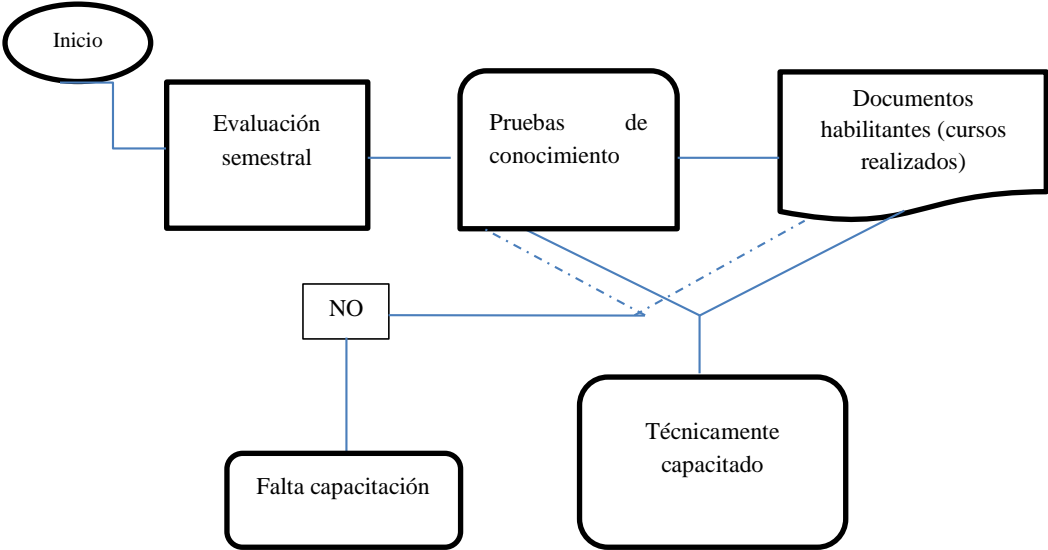 Inicio
Evaluación
semestral
Pruebas de
conocimiento
Documentos
habilitantes (cursos
realizados)
NO
Técnicamente
capacitado
Falta capacitación